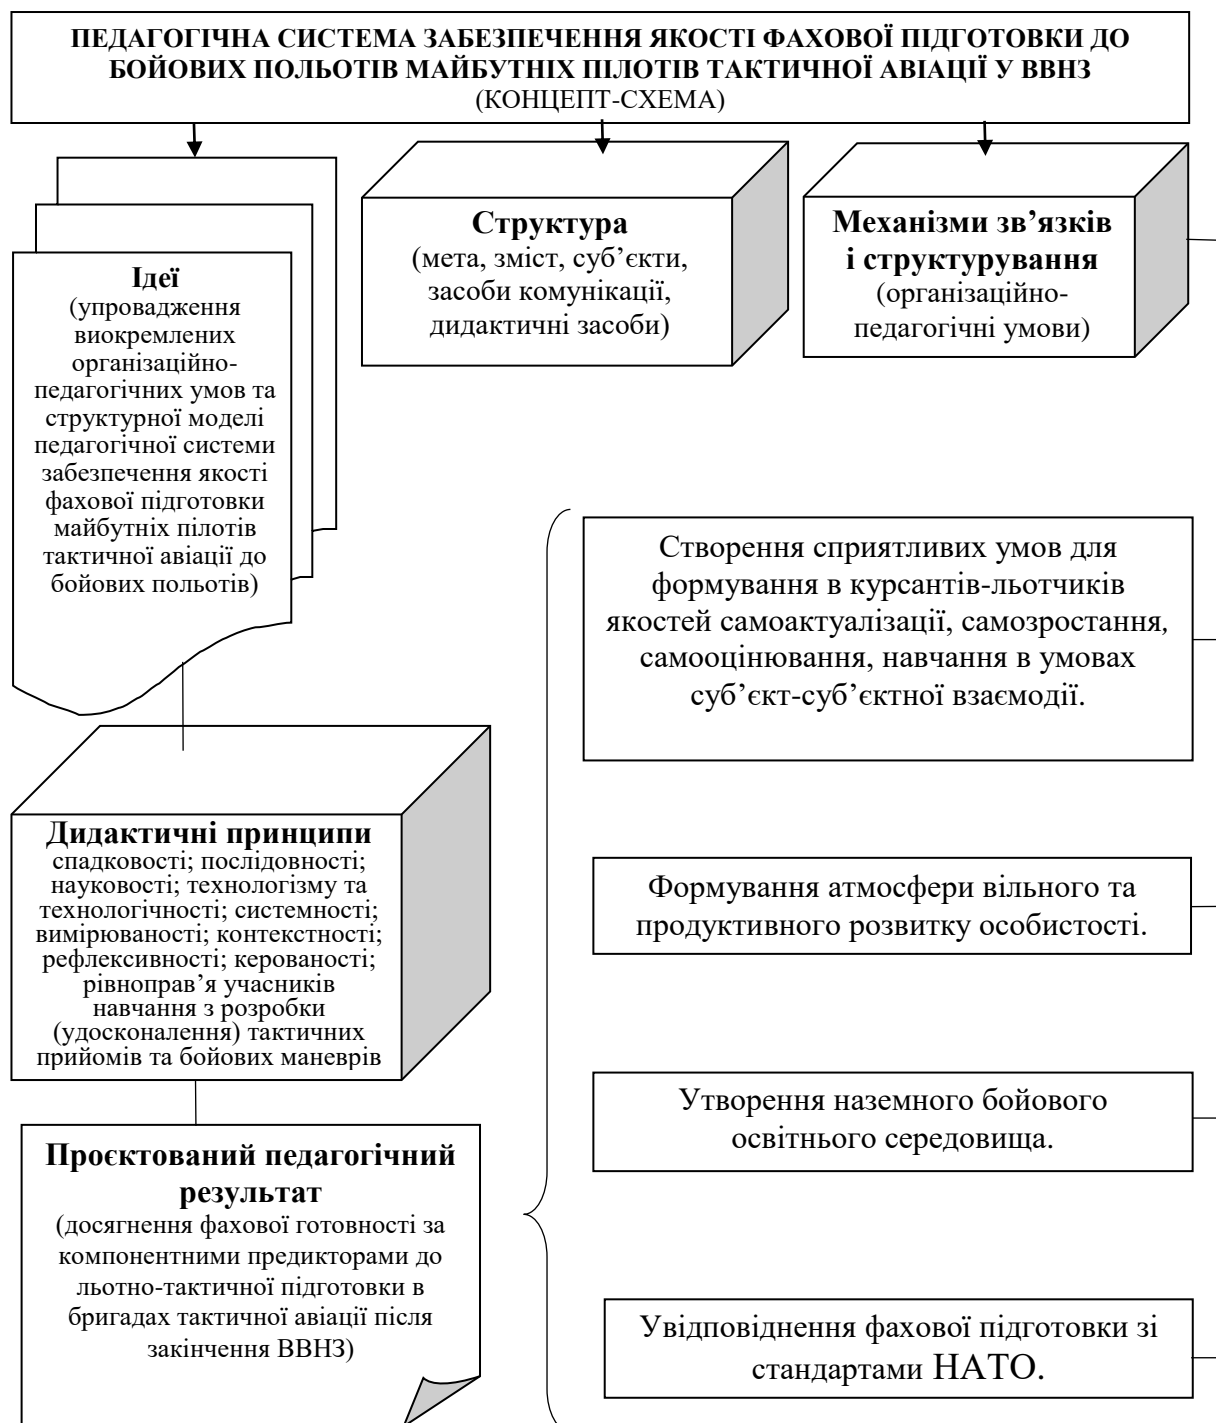 ПЕДАГОГІЧНА СИСТЕМА ЗАБЕЗПЕЧЕННЯ ЯКОСТІ ФАХОВОЇ ПІДГОТОВКИ ДО
БОЙОВИХ ПОЛЬОТІВ МАЙБУТНІХ ПІЛОТІВ ТАКТИЧНОЇ АВІАЦІЇ У ВВНЗ
(КОНЦЕПТ-СХЕМА)
Ідеї
(упровадження
виокремлених
організаційно-
педагогічних умов та
структурної моделі
педагогічної системи
забезпечення якості
фахової підготовки
майбутніх пілотів
тактичної авіації до
бойових польотів)
Структура
(мета, зміст, суб’єкти,
засоби комунікації,
дидактичні засоби)
Механізми зв’язків
і структурування
(організаційно-
педагогічні умови)
Дидактичні принципи
спадковості; послідовності;
науковості; технологізму та
технологічності; системності;
вимірюваності; контекстності;
рефлексивності; керованості;
рівноправ’я учасників
навчання з розробки
(удосконалення) тактичних
прийомів та бойових маневрів
Проєктований педагогічний
результат
(досягнення фахової готовності за
компонентними предикторами до
льотно-тактичної підготовки в
бригадах тактичної авіації після
закінчення ВВНЗ)
Створення сприятливих умов для
формування в курсантів-льотчиків
якостей самоактуалізації, самозростання,
самооцінювання, навчання в умовах
суб’єкт-суб’єктної взаємодії.
Формування атмосфери вільного та
продуктивного розвитку особистості.
Утворення наземного бойового
освітнього середовища.
Увідповіднення фахової підготовки зі
стандартами НАТО.